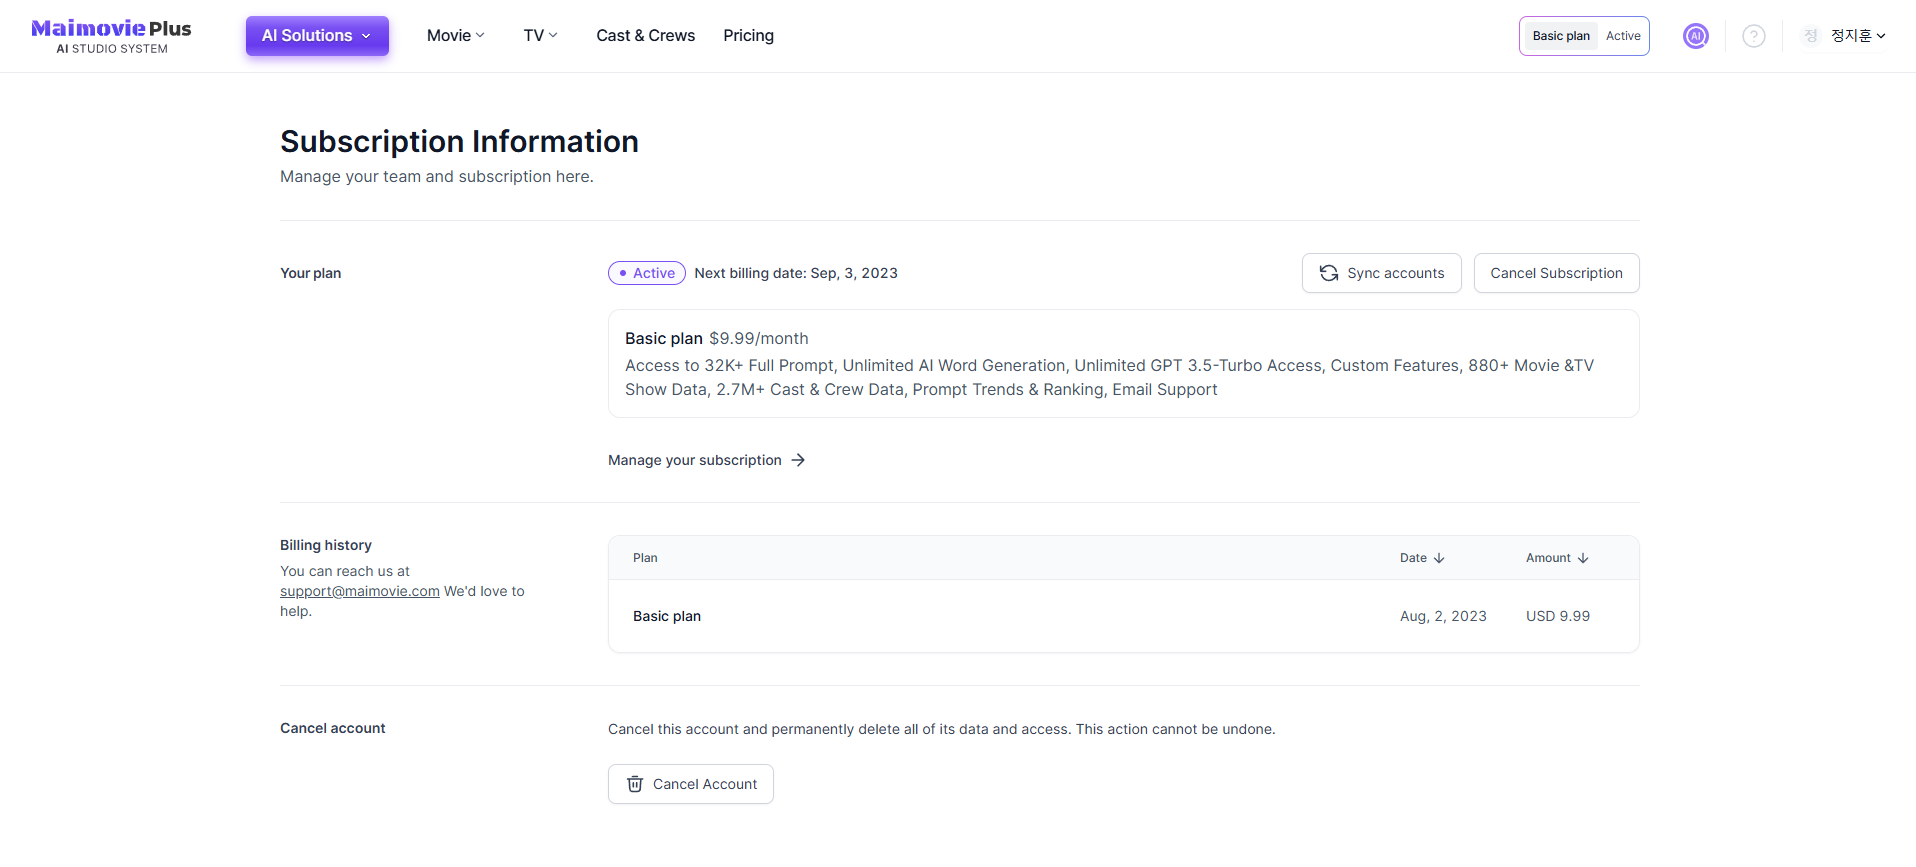 Maimovie Plus
AI STUDIO SYSTEM
AI Solutions
Movie
TV
Cast & Crews
Pricing
Basic plan
Active
AI
?
정
정지훈
Subscription Information
Manage your team and subscription here.
Your plan
Active
Next billing date: Sep, 3, 2023
Sync accounts
Cancel Subscription
Basic plan $9.99/month
Access to 32K+ Full Prompt, Unlimited AI Word Generation, Unlimited GPT 3.5-Turbo Access, Custom Features, 880+ Movie &TV
Show Data, 2.7M+ Cast & Crew Data, Prompt Trends & Ranking, Email Support
Manage your subscription
Billing history
You can reach us at
support@maimovie.com We'd love to
help.
Plan
Date
Amount
Basic plan
Aug, 2, 2023
USD 9.99
Cancel account
Cancel this account and permanently delete all of its data and access. This action cannot be undone.
Cancel Account